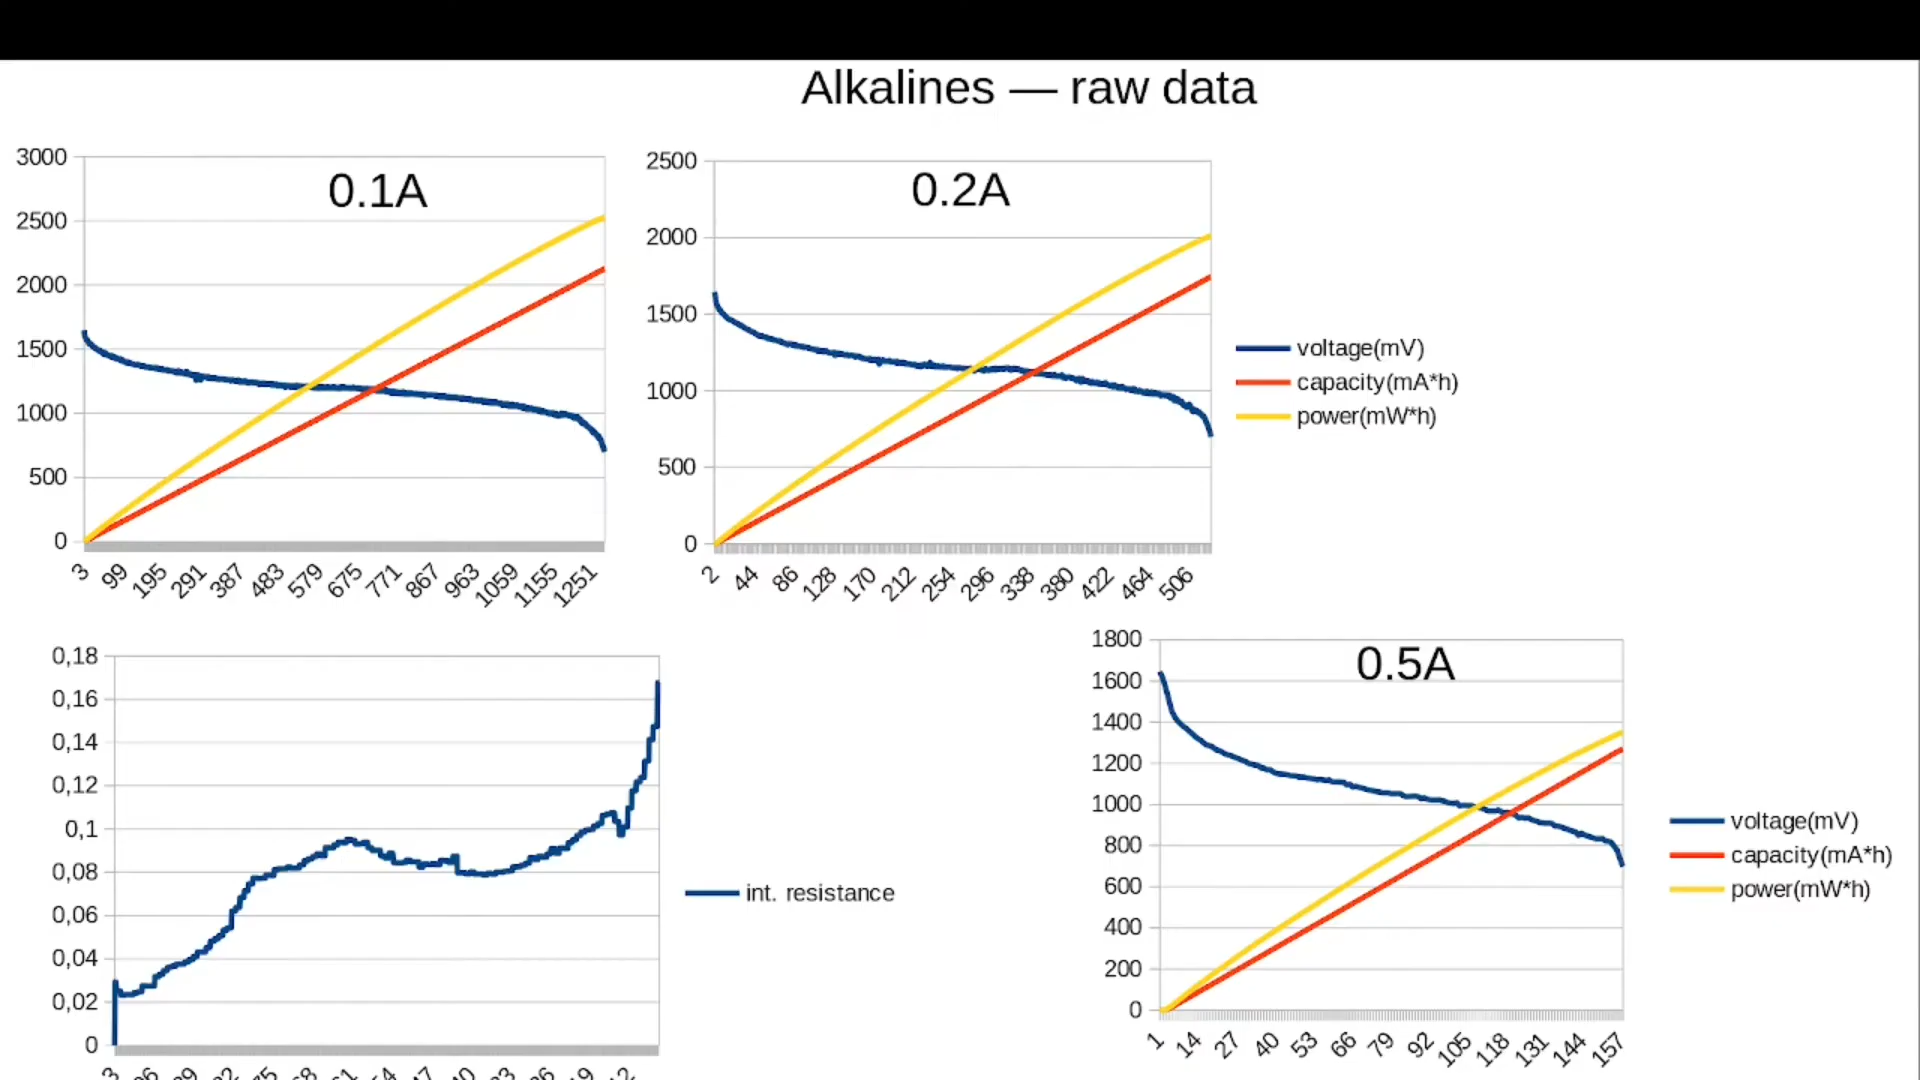 Alkalines — raw data
0.1A
3000
2500
2000
1500
1000
500
0
3 99 195 291 387 483 579 675 771 867 963 1059 1155 1251
0.2A
2500
2000
1500
1000
500
0
2 44 86 128 170 212 254 296 338 380 422 464 506
voltage(mV)
capacity(mA*h)
power(mW*h)
0,18
0,16
0,14
0,12
0,1
0,08
0,06
0,04
0,02
0
int. resistance
0.5A
1800
1600
1400
1200
1000
800
600
400
200
0
1 14 27 40 53 66 79 92 105 118 131 144 157
voltage(mV)
capacity(mA*h)
power(mW*h)